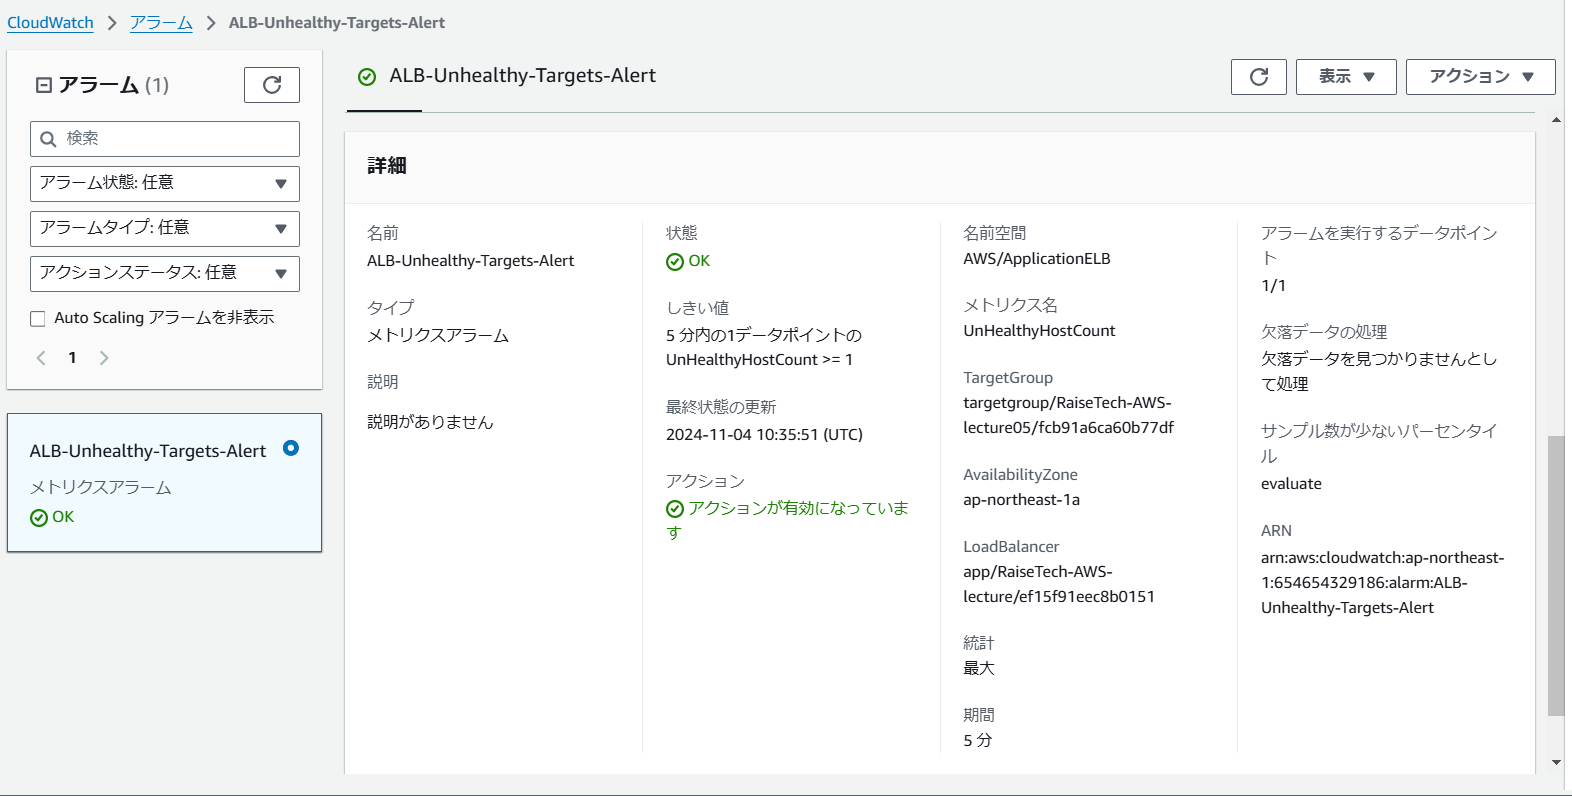 CloudWatch > アラーム > ALB-Unhealthy-Targets-Alert
アラーム (1)
検索
アラーム状態: 任意
アラームタイプ: 任意
アクションステータス: 任意
Auto Scaling アラームを非表示
1
ALB-Unhealthy-Targets-Alert
メトリクスアラーム
OK
ALB-Unhealthy-Targets-Alert
表示
アクション
詳細
名前
ALB-Unhealthy-Targets-Alert
タイプ
メトリクスアラーム
説明
説明がありません
状態
OK
しきい値
5 分内の1データポイントの
UnHealthyHostCount >= 1
最終状態の更新
2024-11-04 10:35:51 (UTC)
アクション
アクションが有効になっていま
す
名前空間
AWS/ApplicationELB
メトリクス名
UnHealthyHostCount
TargetGroup
targetgroup/RaiseTech-AWS-
lecture05/fcb91a6ca60b77df
AvailabilityZone
ap-northeast-1a
LoadBalancer
app/RaiseTech-AWS-
lecture/ef15f91eec8b0151
統計
最大
期間
5 分
アラームを実行するデータポイン
ト
1/1
欠落データの処理
欠落データを見つかりませんとし
て処理
サンプル数が少ないパーセンタイ
ル
evaluate
ARN
arn:aws:cloudwatch:ap-northeast-
1:654654329186:alarm:ALB-
Unhealthy-Targets-Alert